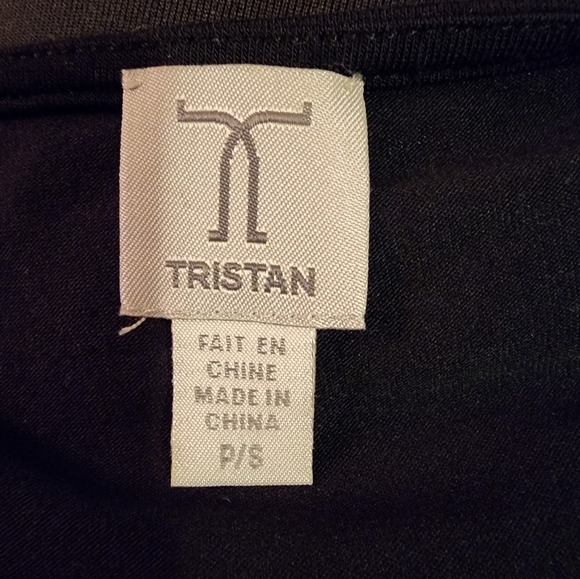 TRISTAN
FAIT EN
CHINE
MADE IN
CHINA
P/S